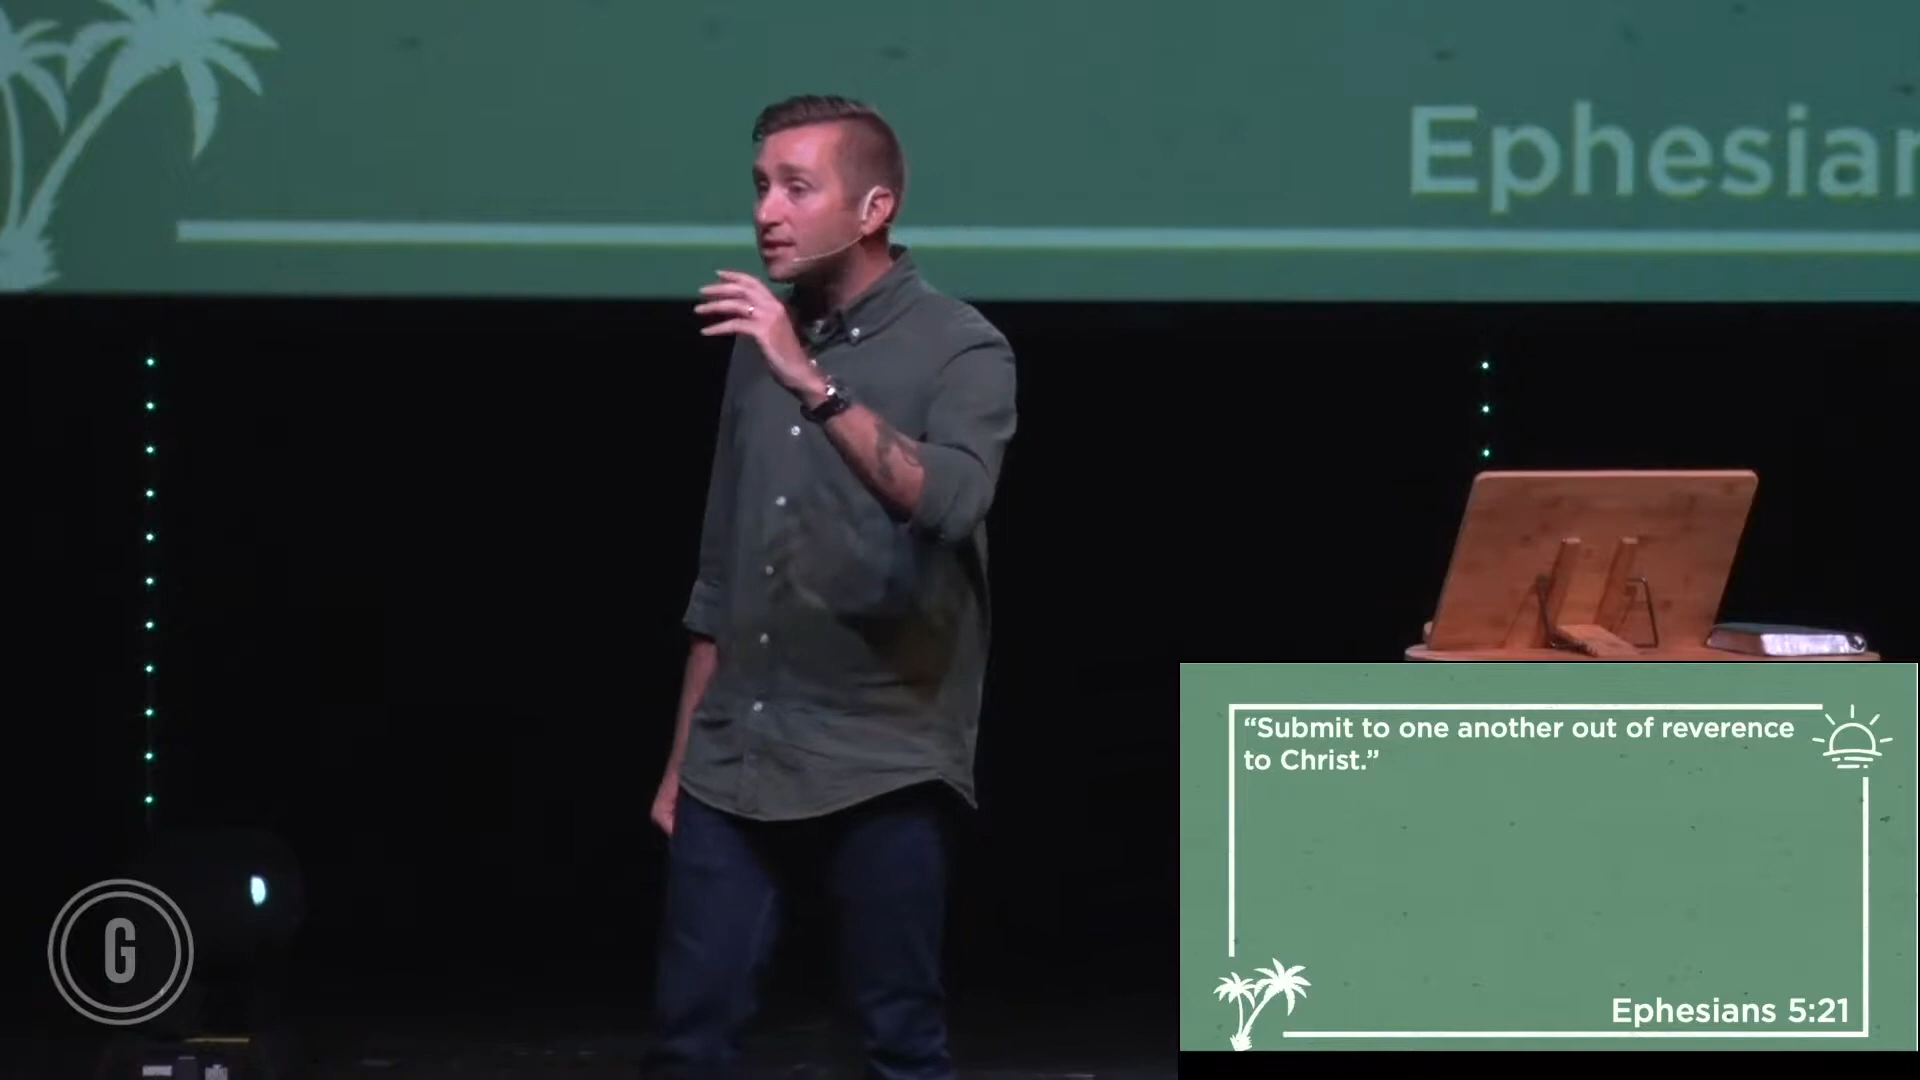 Ephesian
“Submit to one another out of reverence
to Christ.”
Ephesians 5:21
G